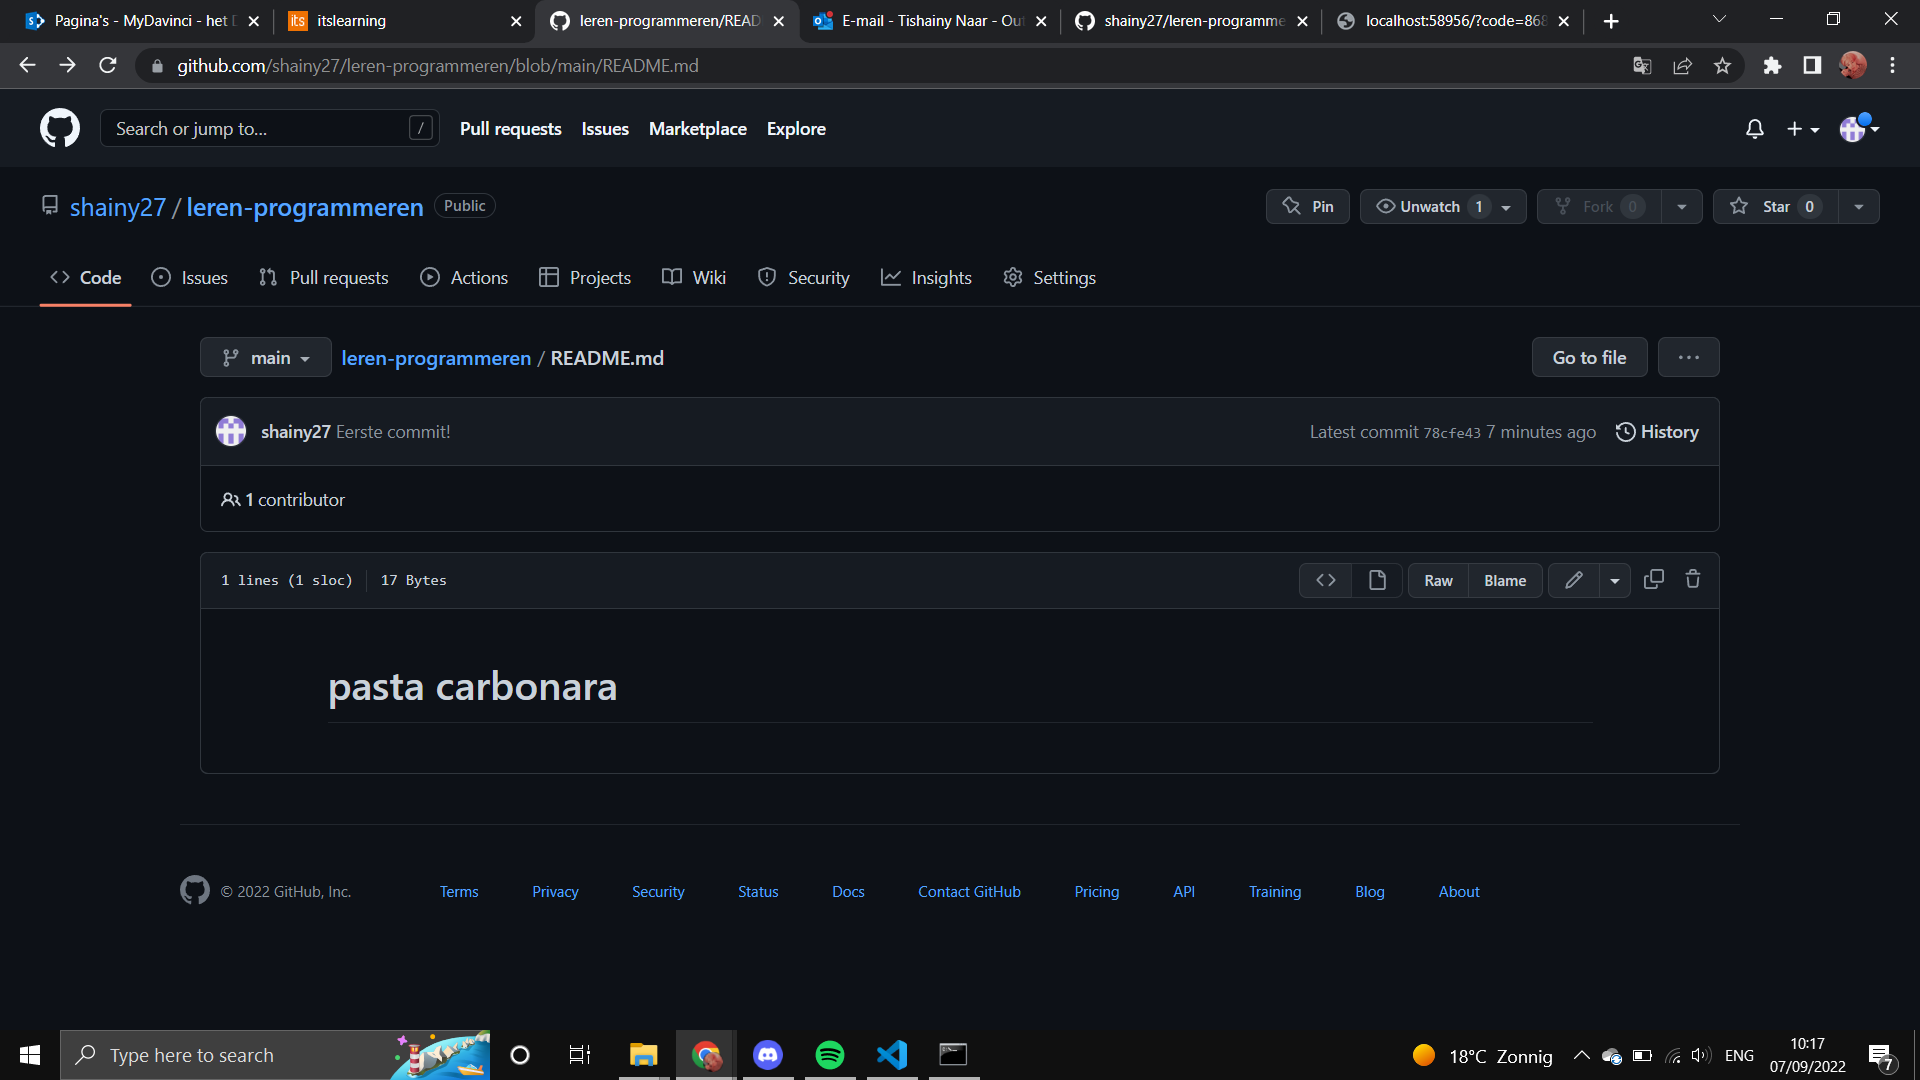 Pagina's - MyDavinci - het
itslearning
leren-programmeren/READ
E-mail - Tishainy Naar - Ou
shainy27/leren-programme
localhost:58956/?code=868
github.com/shainy27/leren-programmeren/blob/main/README.md
Search or jump to... /
Pull requests Issues Marketplace Explore
shainy27 / leren-programmeren Public
Pin Unwatch 1 Fork 0 Star 0
Code Issues Pull requests Actions Projects Wiki Security Insights Settings
main leren-programmeren / README.md Go to file ...
shainy27 Eerste commit! Latest commit 78cfe43 7 minutes ago History
1 contributor
1 lines (1 sloc) 17 Bytes Raw Blame
pasta carbonara
© 2022 GitHub, Inc. Terms Privacy Security Status Docs Contact GitHub Pricing API Training Blog About
Type here to search
18°C Zonnig ENG
10:17
07/09/2022
7